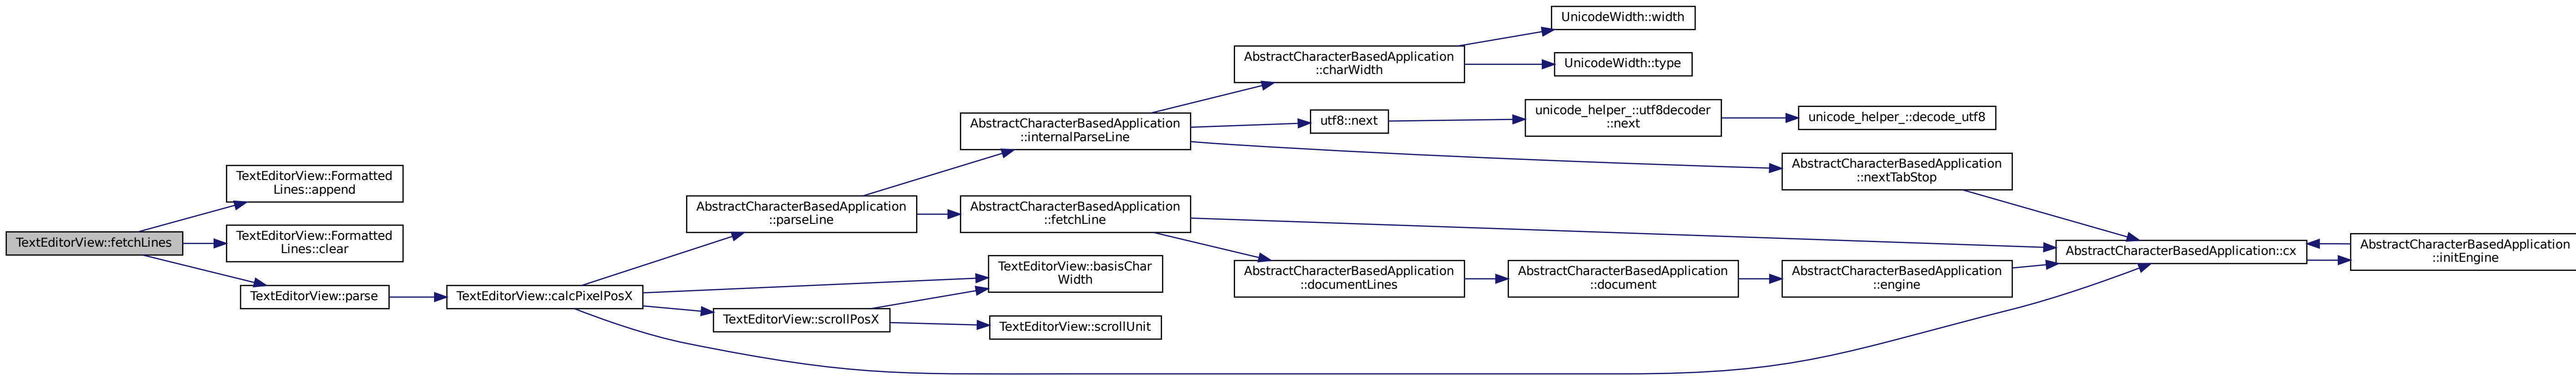 TextEditorView::fetchLines
TextEditorView::Formatted
Lines::append
TextEditorView::Formatted
Lines::clear
TextEditorView::parse
TextEditorView::calcPixelPosX
AbstractCharacterBasedApplication
::parseLine
TextEditorView::scrollPosX
AbstractCharacterBasedApplication
::internalParseLine
AbstractCharacterBasedApplication
::fetchLine
TextEditorView::basisChar
Width
TextEditorView::scrollUnit
AbstractCharacterBasedApplication
::charWidth
utf8::next
AbstractCharacterBasedApplication
::documentLines
UnicodeWidth::width
UnicodeWidth::type
unicode_helper_::utf8decoder
::next
AbstractCharacterBasedApplication
::document
unicode_helper_::decode_utf8
AbstractCharacterBasedApplication
::nextTabStop
AbstractCharacterBasedApplication
::engine
AbstractCharacterBasedApplication::cx
AbstractCharacterBasedApplication
::initEngine